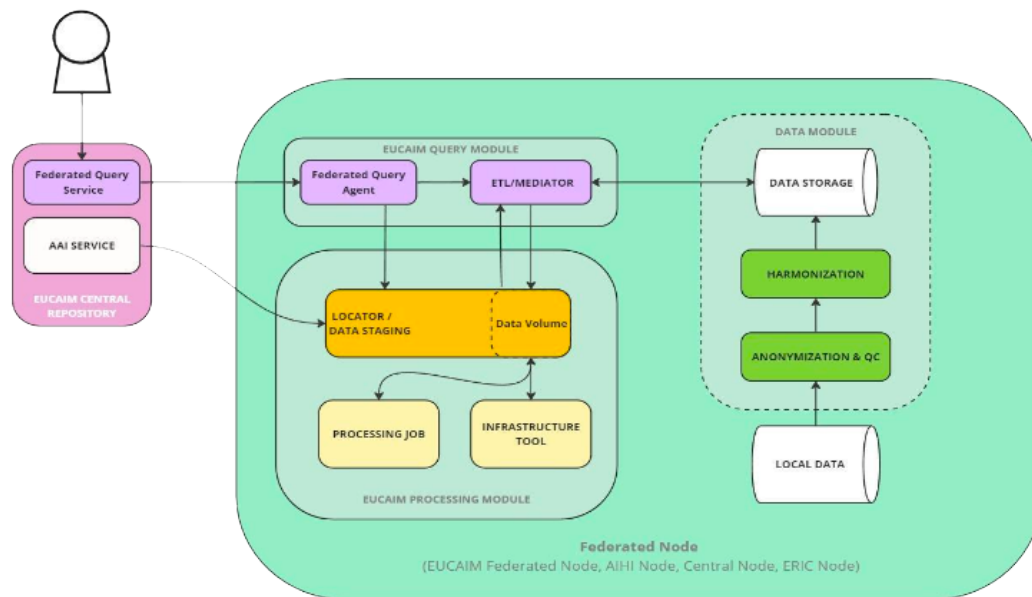 EUCAIM QUERY MODULE
DATA MODULE
Federated Query
Service
Federated Query
Agent
ETL/MEDIATOR
DATA STORAGE
AAI SERVICE
EUCAIM CENTRAL
REPOSITORY
HARMONIZATION
LOCATOR /
DATA STAGING
Data Volume
ANONYMIZATION & QC
PROCESSING JOB
INFRASTRUCTURE
TOOL
LOCAL DATA
EUCAIM PROCESSING MODULE
Federated Node
(EUCAIM Federated Node, AIHI Node, Central Node, ERIC Node)